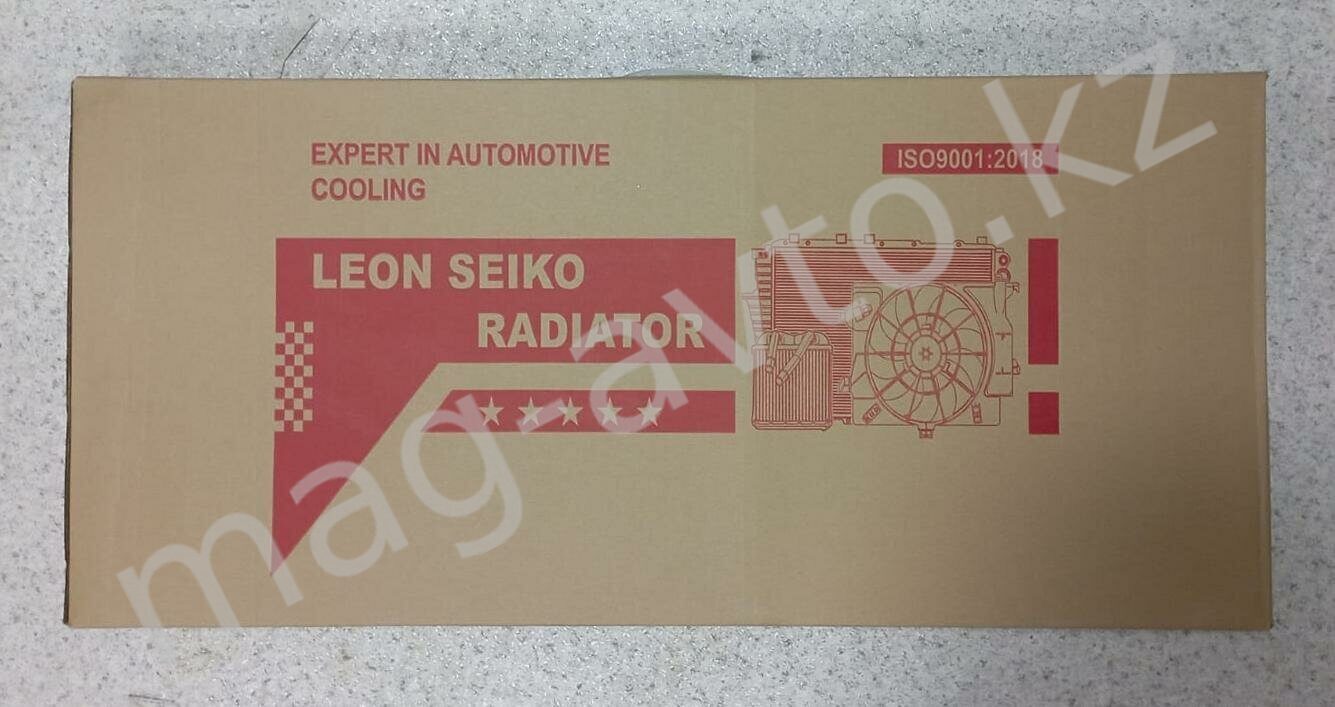 EXPERT IN AUTOMOTIVE
COOLING
ISO9001:2018
LEON SEIKO
RADIATOR
mag-avto.kz